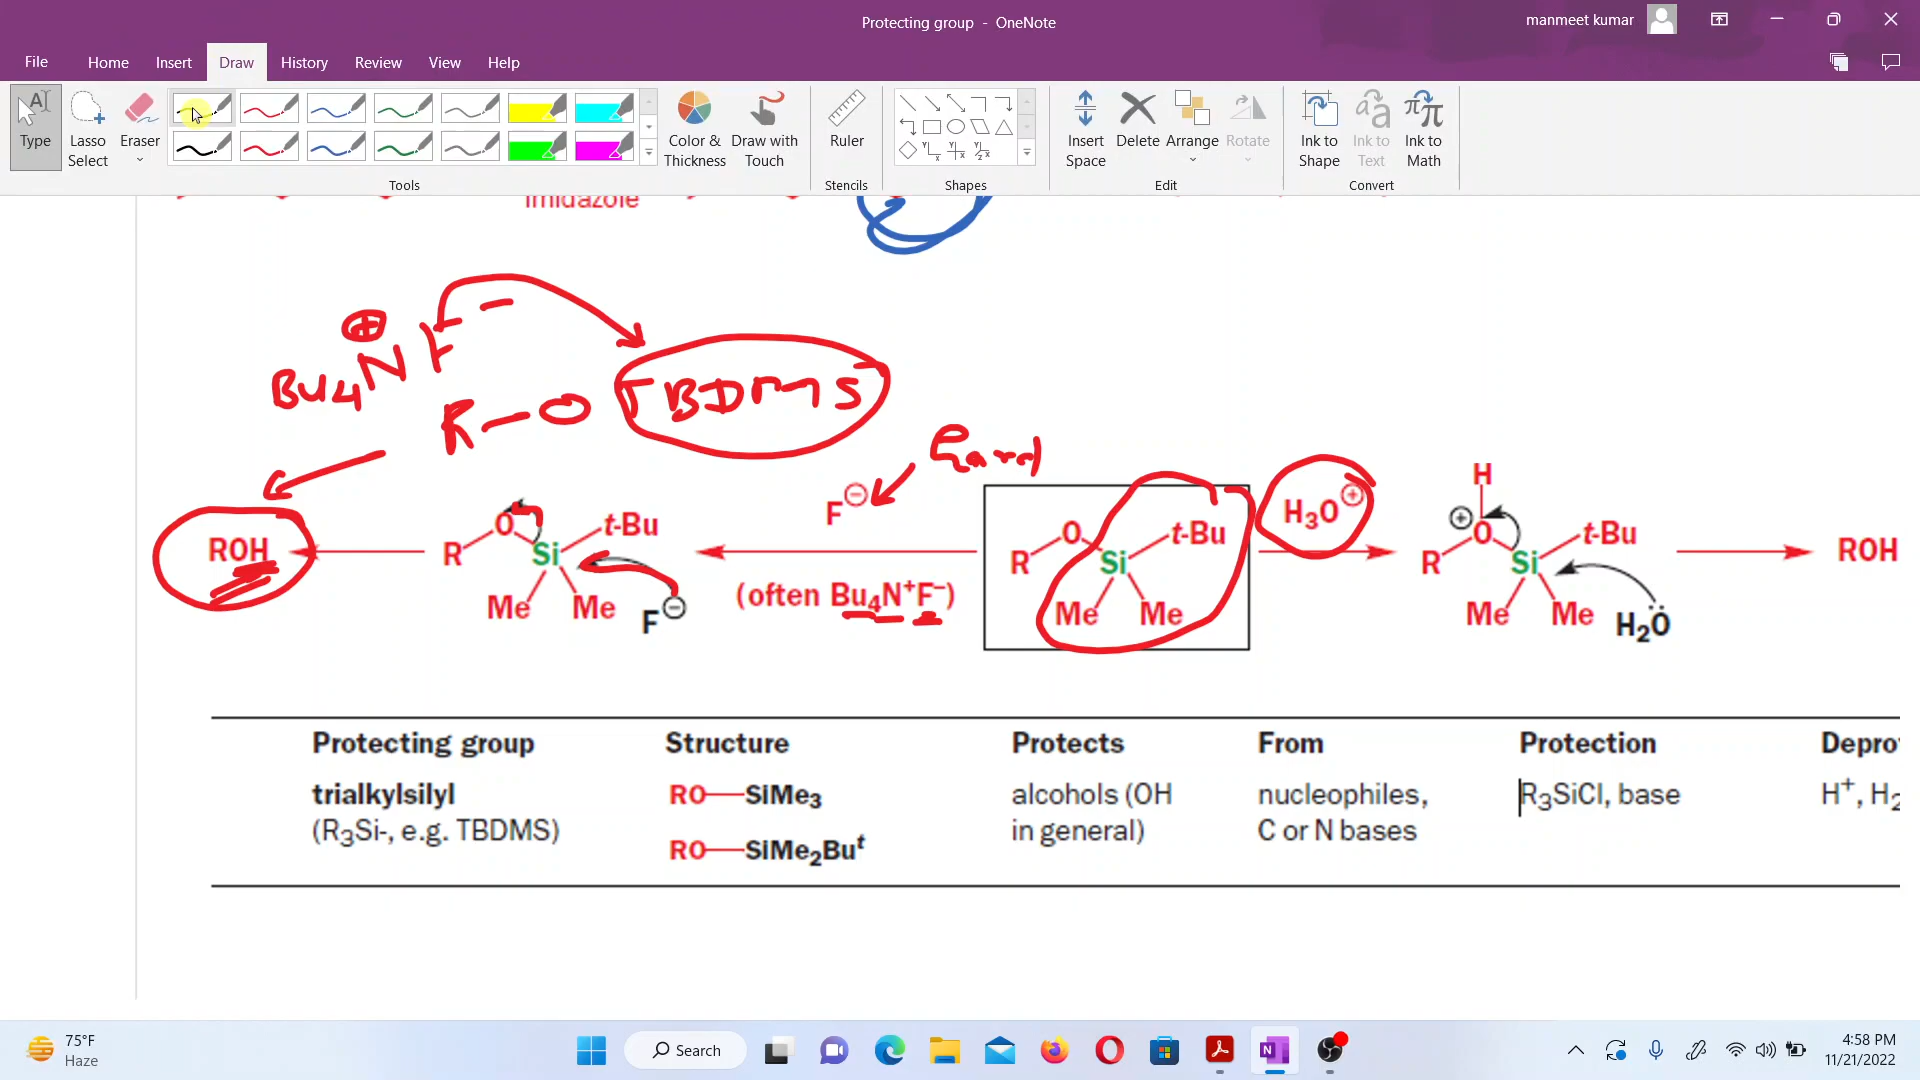 Protecting group - OneNote
manmeet kumar
File Home Insert Draw History Review View Help
Type
Lasso Select
Eraser
Color & Thickness
Draw with Touch
Ruler
Insert Space
Delete
Arrange
Rotate
Ink to Shape
Ink to Text
Ink to Math
Tools Stencils Shapes Edit Convert
imidazole
Bu4N⊕ F−
R-O TBDMS
ROH
R O Si t-Bu Me Me F⊖
F⊖
(often Bu₄N⁺F⁻)
R O Si t-Bu Me Me
H₃O⊕
H ⊕ O R Si t-Bu Me Me H₂Ö
ROH
Protecting group Structure Protects From Protection Depro
trialkylsilyl RO—SiMe₃ alcohols (OH nucleophiles, R₃SiCl, base H⁺, H₂
(R₃Si-, e.g. TBDMS) RO—SiMe₂Buᵗ in general) C or N bases
75°F
Haze
Search
4:58 PM
11/21/2022